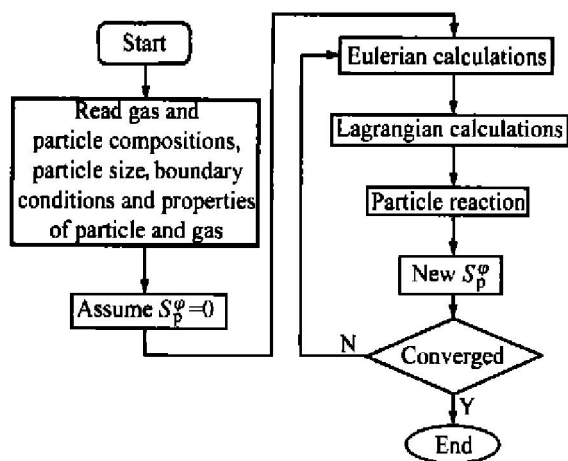 Start
Read gas and
particle compositions,
particle size, boundary
conditions and properties
of particle and gas
Assume $S_p^φ$=0
Eulerian calculations
Lagrangian calculations
Particle reaction
New $S_p^φ$
Converged
N
Y
End